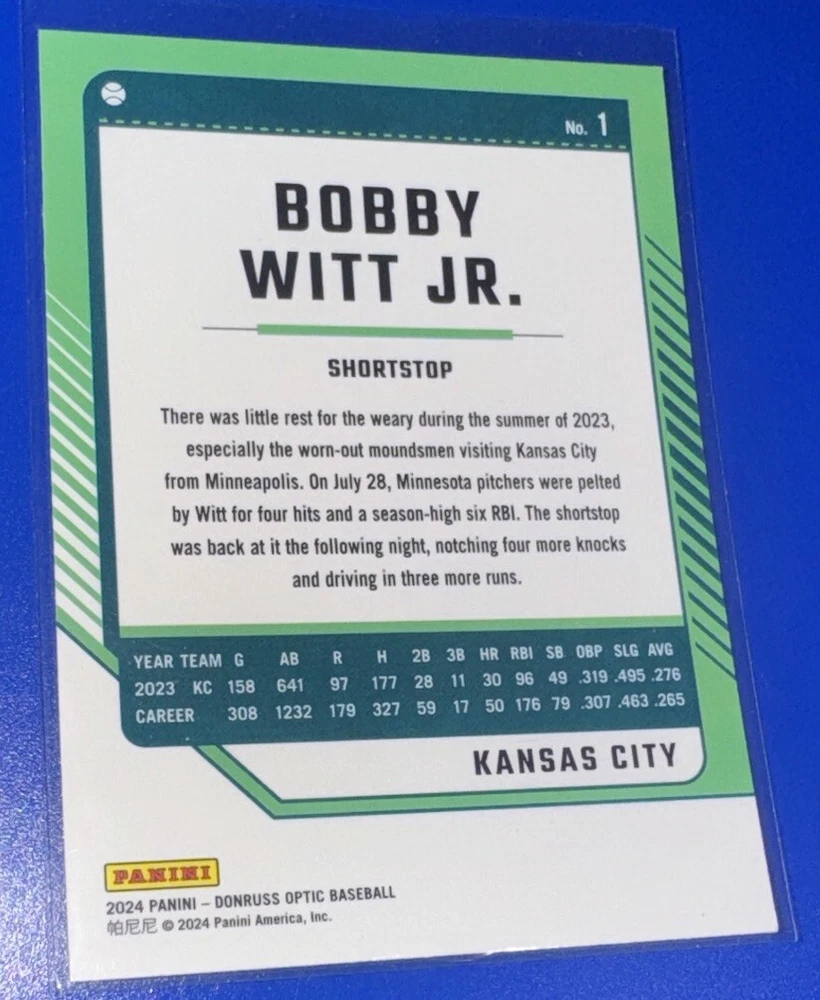 No. 1
BOBBY
WITT JR.
SHORTSTOP
There was little rest for the weary during the summer of 2023,
especially the worn-out moundsmen visiting Kansas City
from Minneapolis. On July 28, Minnesota pitchers were pelted
by Witt for four hits and a season-high six RBI. The shortstop
was back at it the following night, notching four more knocks
and driving in three more runs.
YEAR TEAM G AB R H 2B 3B HR RBI SB OBP SLG AVG
2023 KC 158 641 97 177 28 11 30 96 49 .319 .495 .276
CAREER 308 1232 179 327 59 17 50 176 79 .307 .463 .265
KANSAS CITY
PANINI
2024 PANINI – DONRUSS OPTIC BASEBALL
帕尼尼 © 2024 Panini America, Inc.